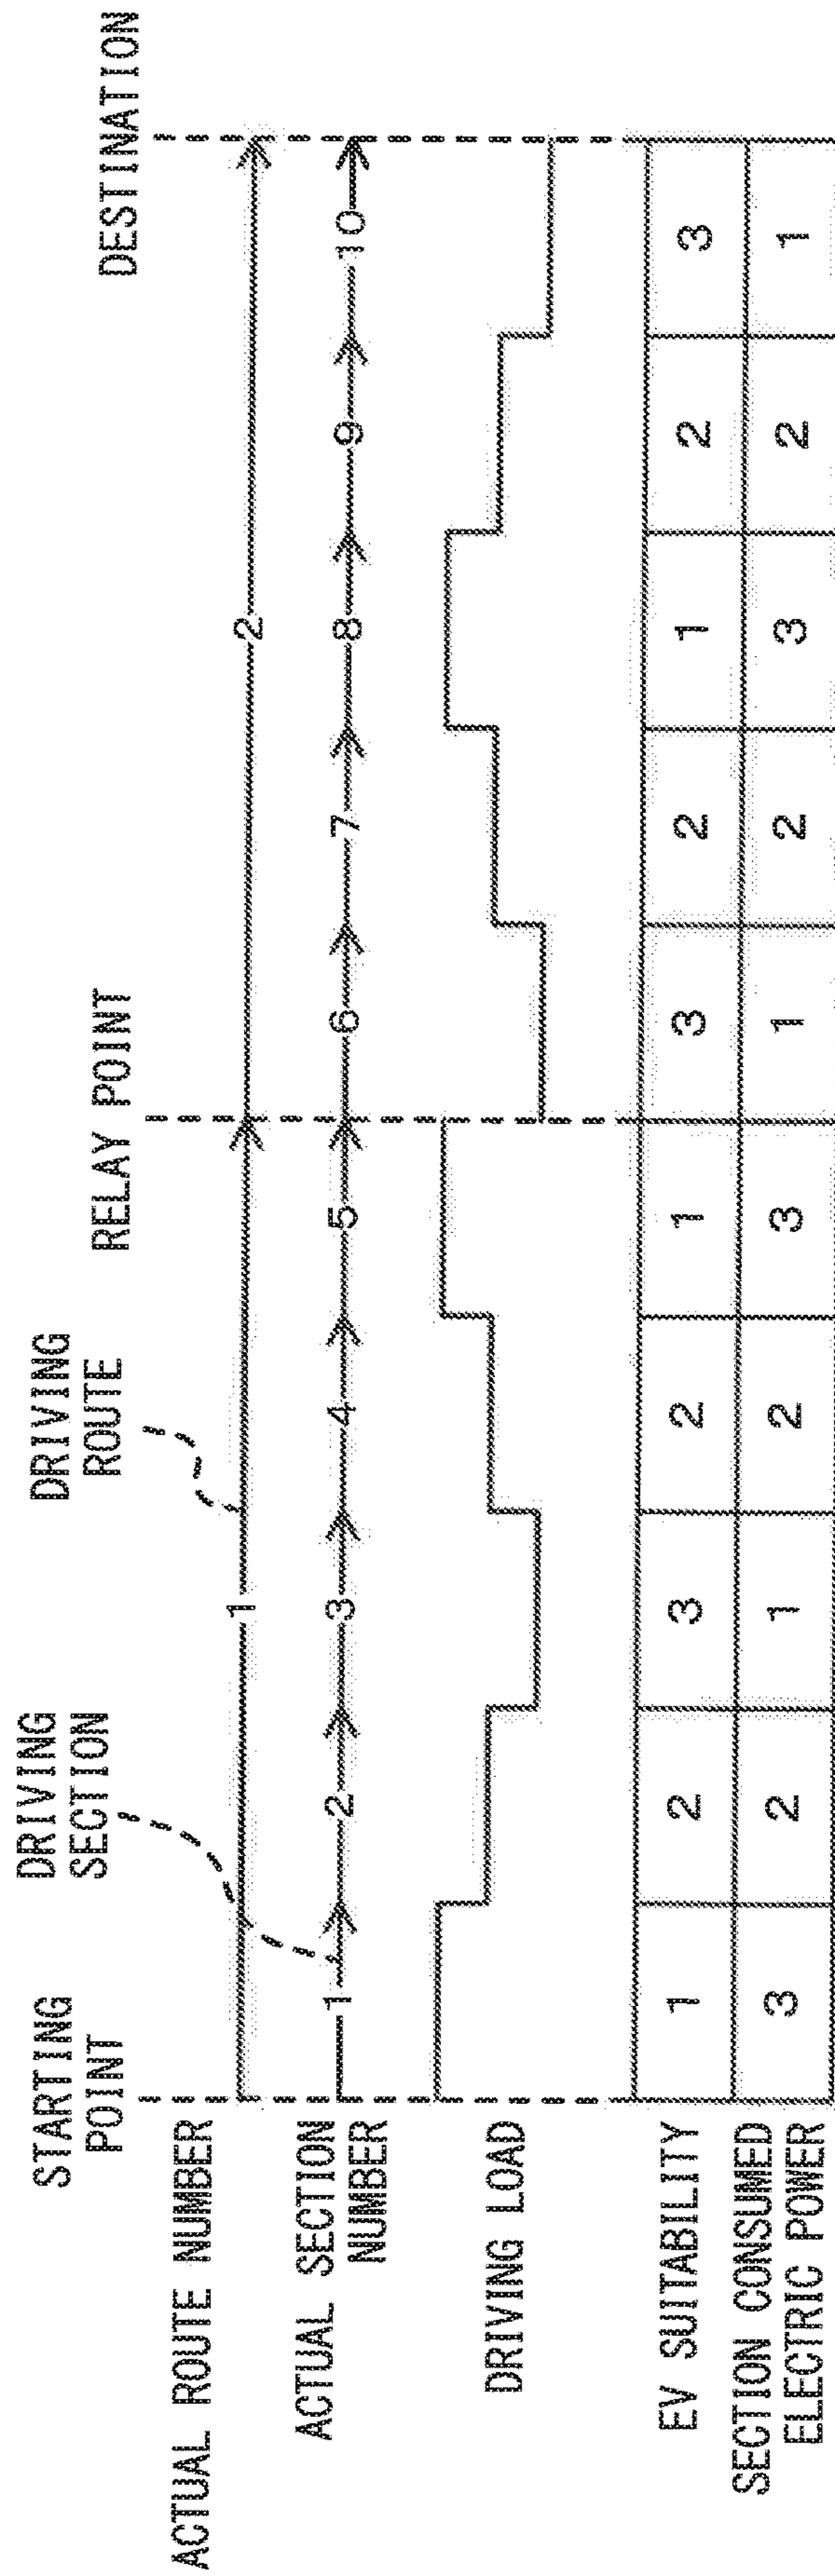 STARTING
POINT
DRIVING
SECTION
DRIVING
ROUTE
RELAY POINT
DESTINATION
ACTUAL ROUTE NUMBER
1 2
ACTUAL SECTION
NUMBER
1 2 3 4 5 6 7 8 9 10
DRIVING LOAD
EV SUITABILITY
1 2 3 2 1 3 2 1 2 3
SECTION CONSUMED
ELECTRIC POWER
3 2 1 2 3 1 2 3 2 1